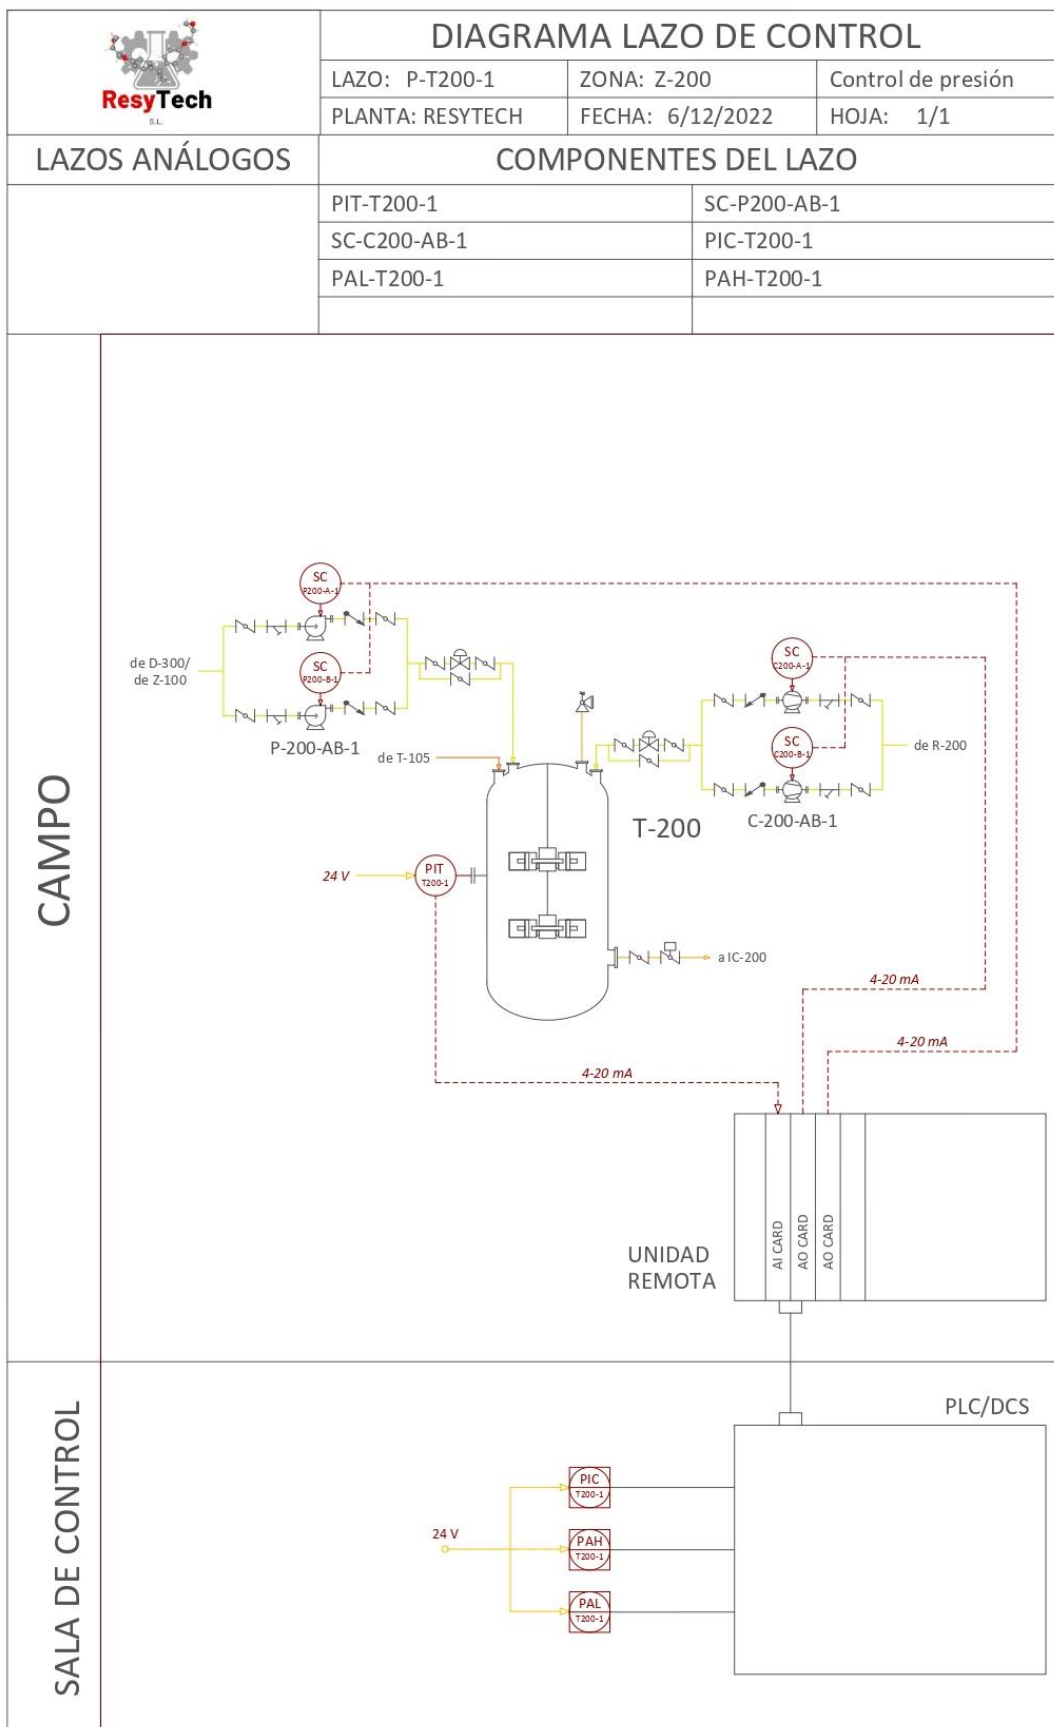 DIAGRAMA LAZO DE CONTROL
ResyTech
S.L.
LAZO: P-T200-1
ZONA: Z-200
Control de presión
PLANTA: RESYTECH
FECHA: 6/12/2022
HOJA: 1/1
LAZOS ANÁLOGOS
COMPONENTES DEL LAZO
PIT-T200-1
SC-P200-AB-1
SC-C200-AB-1
PIC-T200-1
PAL-T200-1
PAH-T200-1
CAMPO
SC
P200-A-1
de D-300/
de Z-100
SC
P200-B-1
P-200-AB-1
SC
C200-A-1
SC
C200-B-1
de R-200
C-200-AB-1
de T-105
T-200
24 V
PIT
T200-1
a IC-200
4-20 mA
4-20 mA
4-20 mA
AI CARD
AO CARD
AO CARD
UNIDAD
REMOTA
SALA DE CONTROL
PLC/DCS
24 V
PIC
T200-1
PAH
T200-1
PAL
T200-1